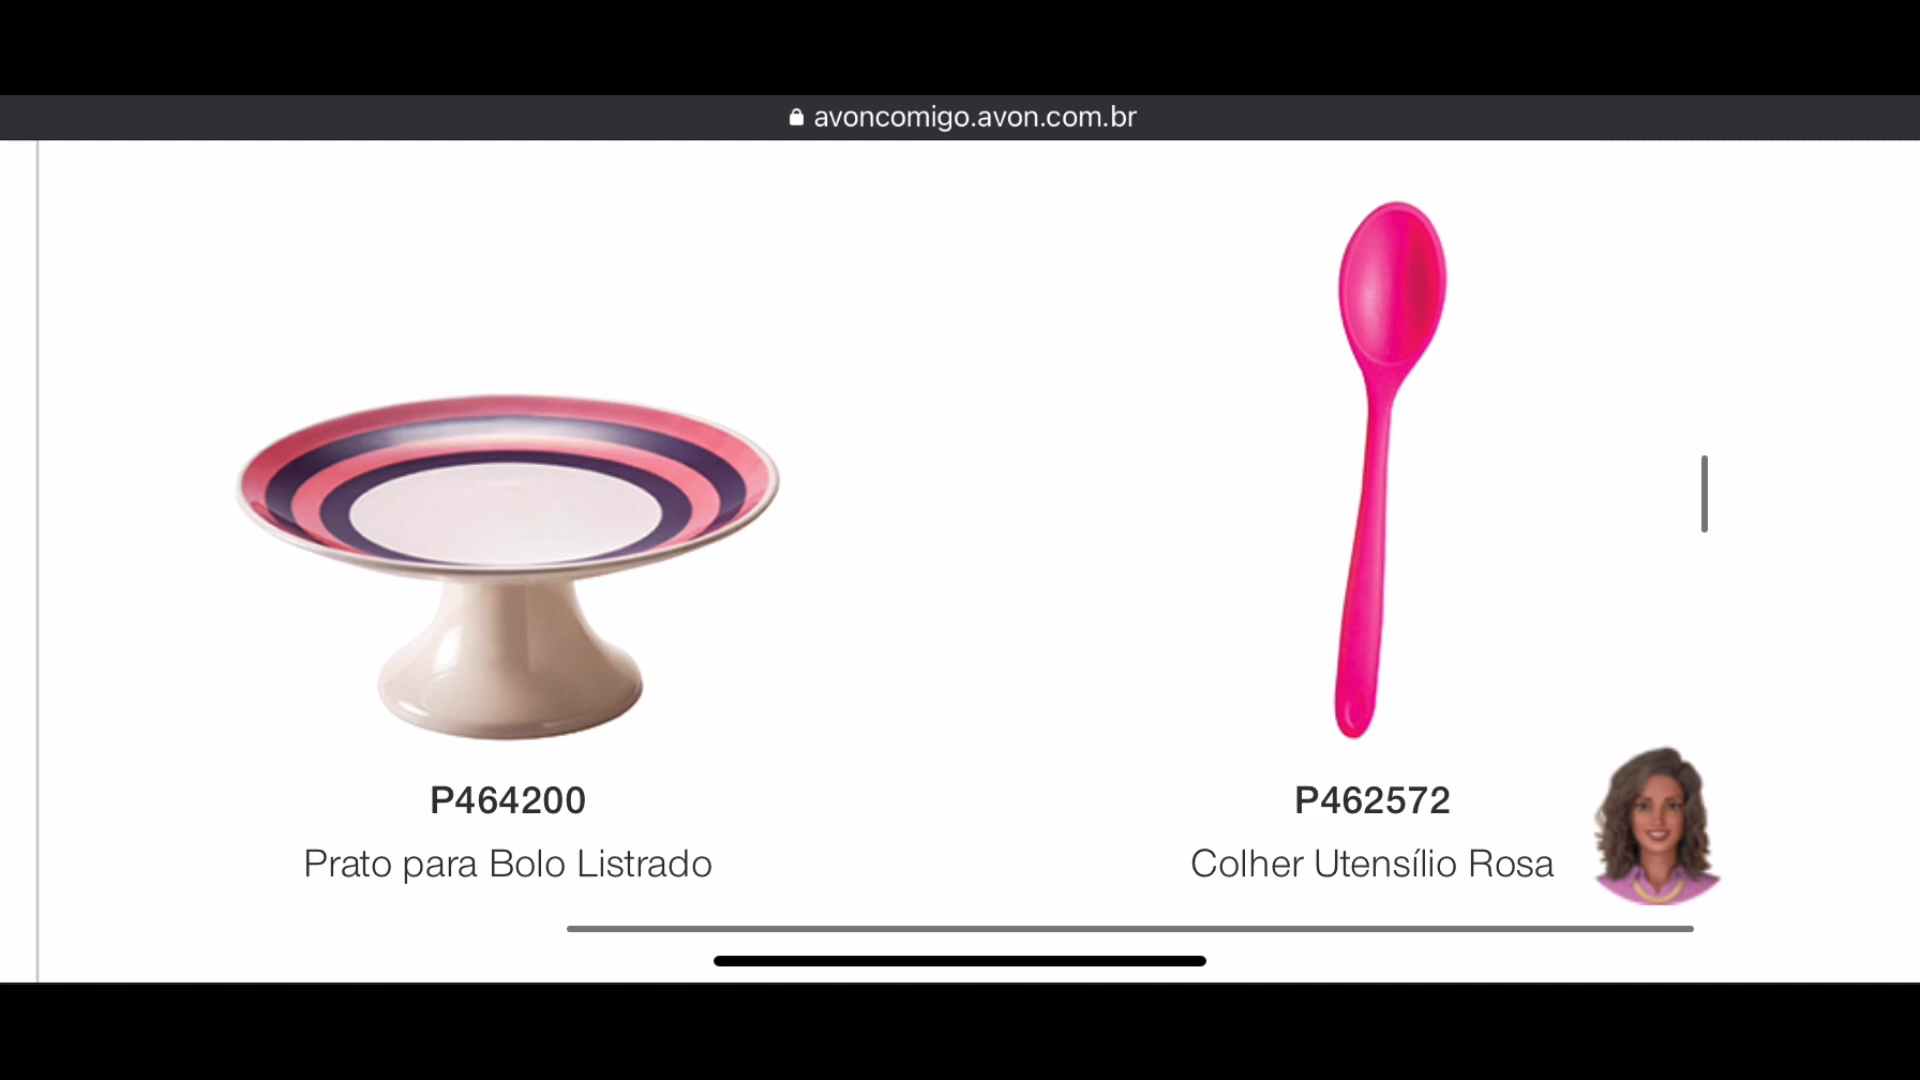 avoncomigo.avon.com.br
P464200
Prato para Bolo Listrado
P462572
Colher Utensílio Rosa